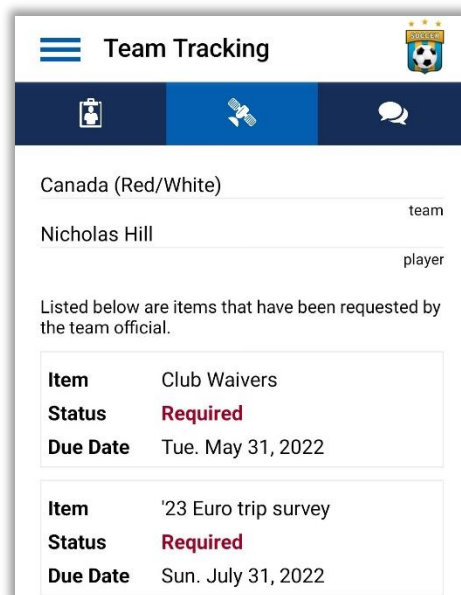 Team Tracking
SOCCER
Canada (Red/White)
team
Nicholas Hill
player
Listed below are items that have been requested by
the team official.
Item Club Waivers
Status Required
Due Date Tue. May 31, 2022
Item '23 Euro trip survey
Status Required
Due Date Sun. July 31, 2022